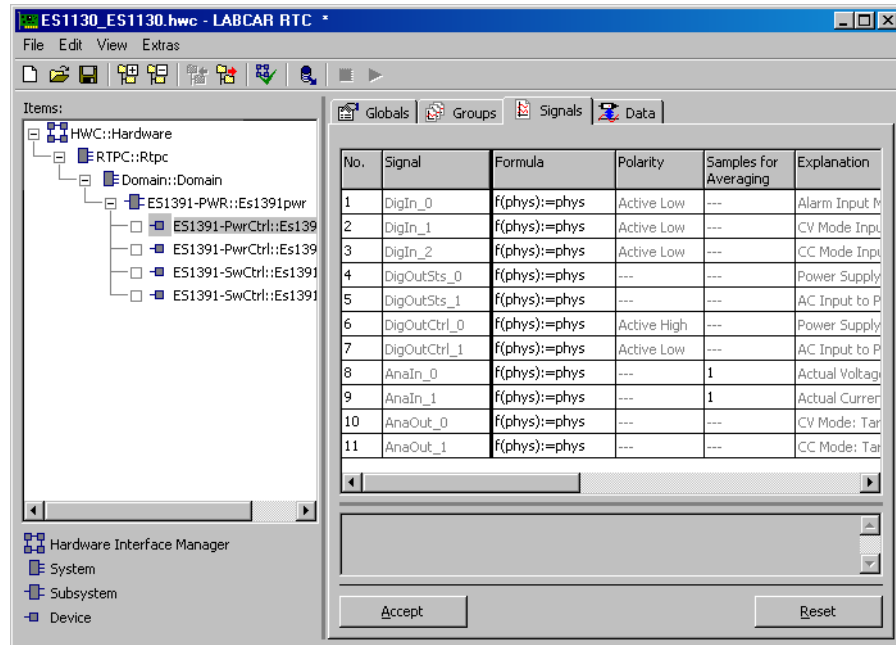 ES1130_ES1130.hwc - LABCAR RTC *
File Edit View Extras
Items:
HWC::Hardware
RTPC::Rtpc
Domain::Domain
ES1391-PWR::Es1391pwr
ES1391-PwrCtrl::Es139
ES1391-PwrCtrl::Es139
ES1391-SwCtrl::Es1391
ES1391-SwCtrl::Es1391
Hardware Interface Manager
System
Subsystem
Device
Globals Groups Signals Data
No. Signal Formula Polarity Samples for Averaging Explanation
1 DigIn_0 f(phys):=phys Active Low --- Alarm Input M
2 DigIn_1 f(phys):=phys Active Low --- CV Mode Inpu
3 DigIn_2 f(phys):=phys Active Low --- CC Mode Inpu
4 DigOutSts_0 f(phys):=phys --- --- Power Supply
5 DigOutSts_1 f(phys):=phys --- --- AC Input to P
6 DigOutCtrl_0 f(phys):=phys Active High --- Power Supply
7 DigOutCtrl_1 f(phys):=phys Active Low --- AC Input to P
8 AnaIn_0 f(phys):=phys --- 1 Actual Voltag
9 AnaIn_1 f(phys):=phys --- 1 Actual Curren
10 AnaOut_0 f(phys):=phys --- --- CV Mode: Tar
11 AnaOut_1 f(phys):=phys --- --- CC Mode: Tar
Accept Reset